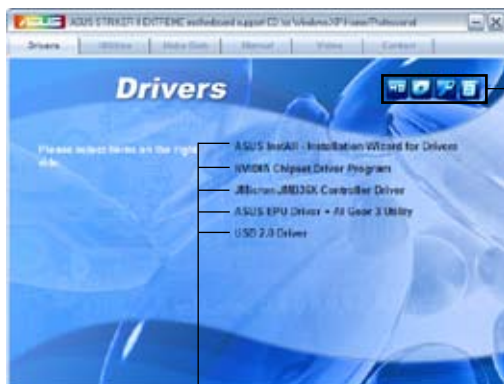 ASUS STRIKER II EXTREME motherboard support CD for Windows XP Home/Professional
Drivers
Utilities
Make Disk
Manual
Video
Contact
Drivers
Please select items on the right side.
ASUS InstAll - Installation Wizard for Drivers
NVIDIA Chipset Driver Program
JMicron JMB36X Controller Driver
ASUS EPU Driver + AI Gear 3 Utility
USB 2.0 Driver